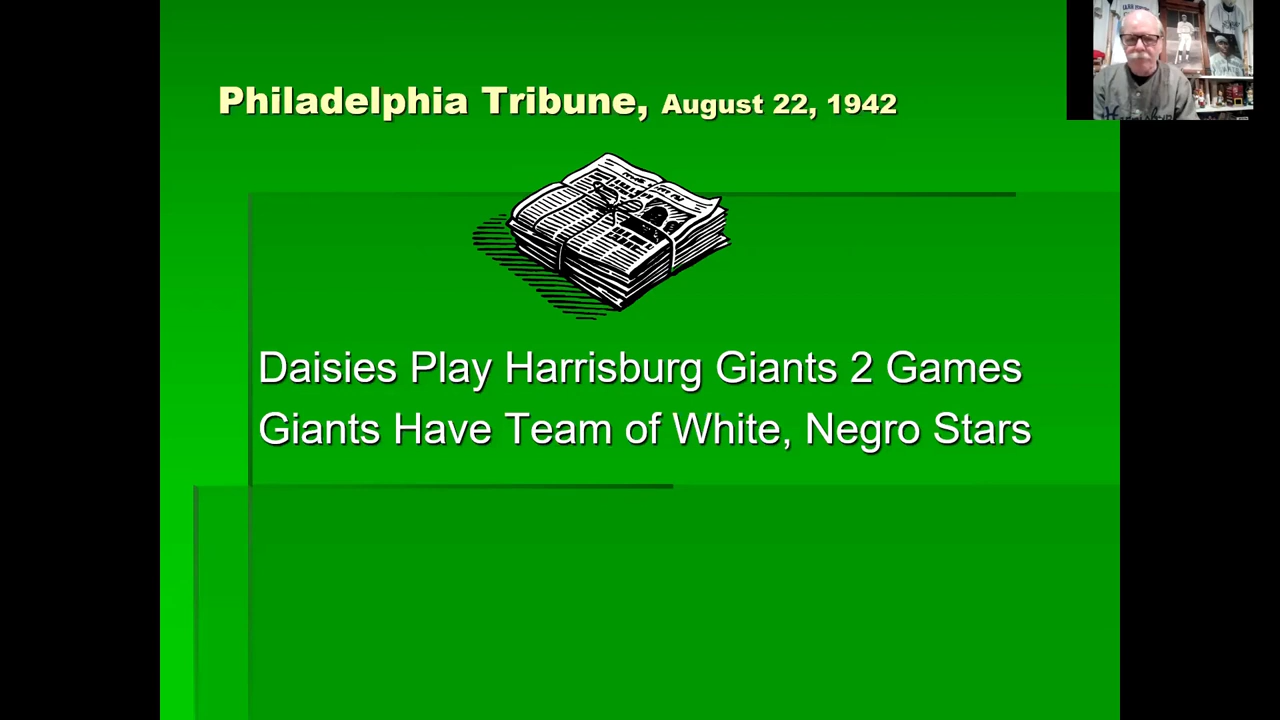 Philadelphia Tribune, August 22, 1942
Daisies Play Harrisburg Giants 2 Games
Giants Have Team of White, Negro Stars